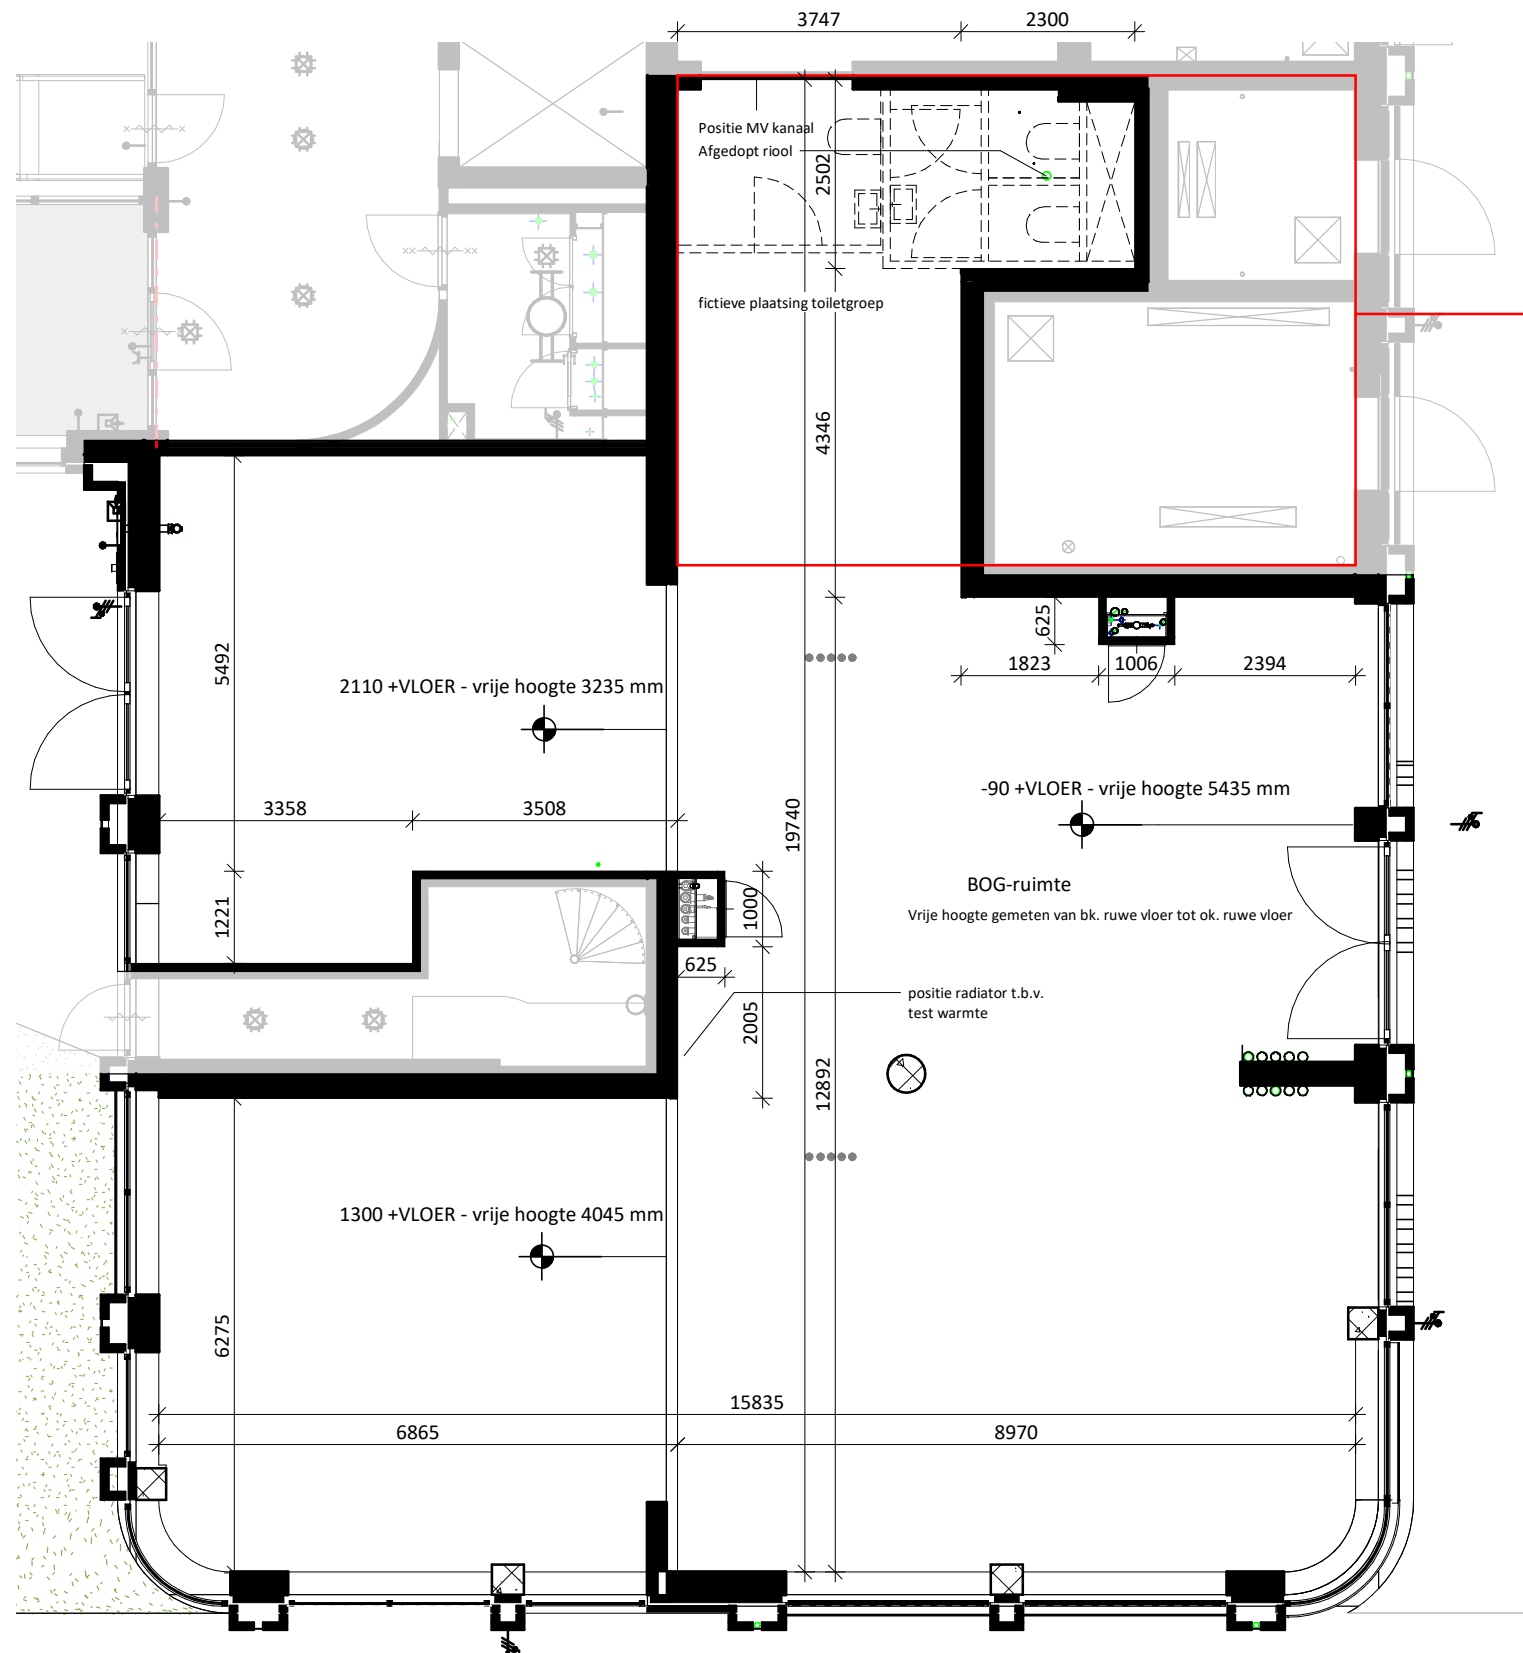 3747
2300
Positie MV kanaal
Afgedopt riool
2502
fictieve plaatsing toiletgroep
4346
625
1823
1006
2394
5492
2110 +VLOER - vrije hoogte 3235 mm
-90 +VLOER - vrije hoogte 5435 mm
3358
3508
19740
BOG-ruimte
Vrije hoogte gemeten van bk. ruwe vloer tot ok. ruwe vloer
1221
1000
625
positie radiator t.b.v.
test warmte
2005
12892
1300 +VLOER - vrije hoogte 4045 mm
6275
15835
6865
8970